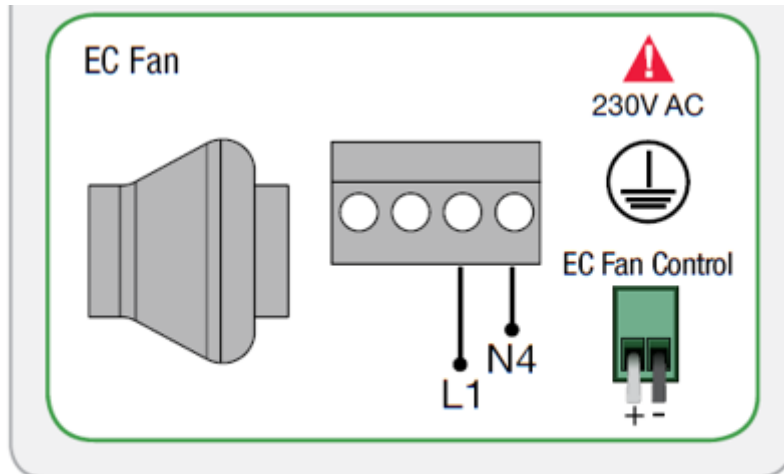 EC Fan
!
230V AC
EC Fan Control
N4
L1
+ -